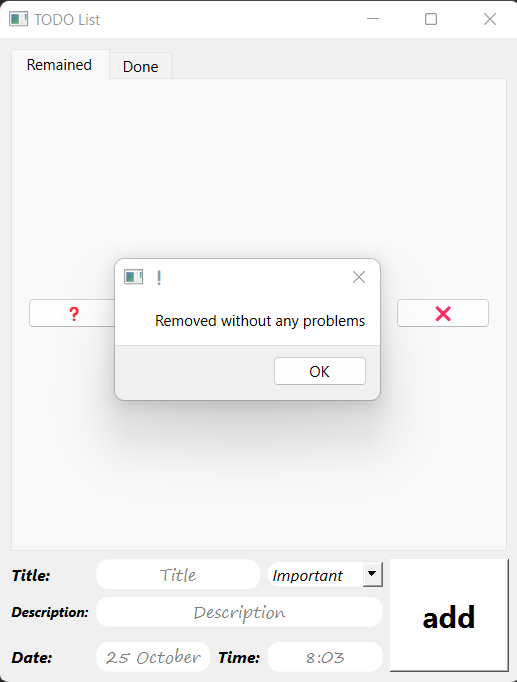 TODO List
Remained Done
!
Removed without any problems
?
OK
Title: Title Important
Description: Description
add
Date: 25 October Time: 8:03